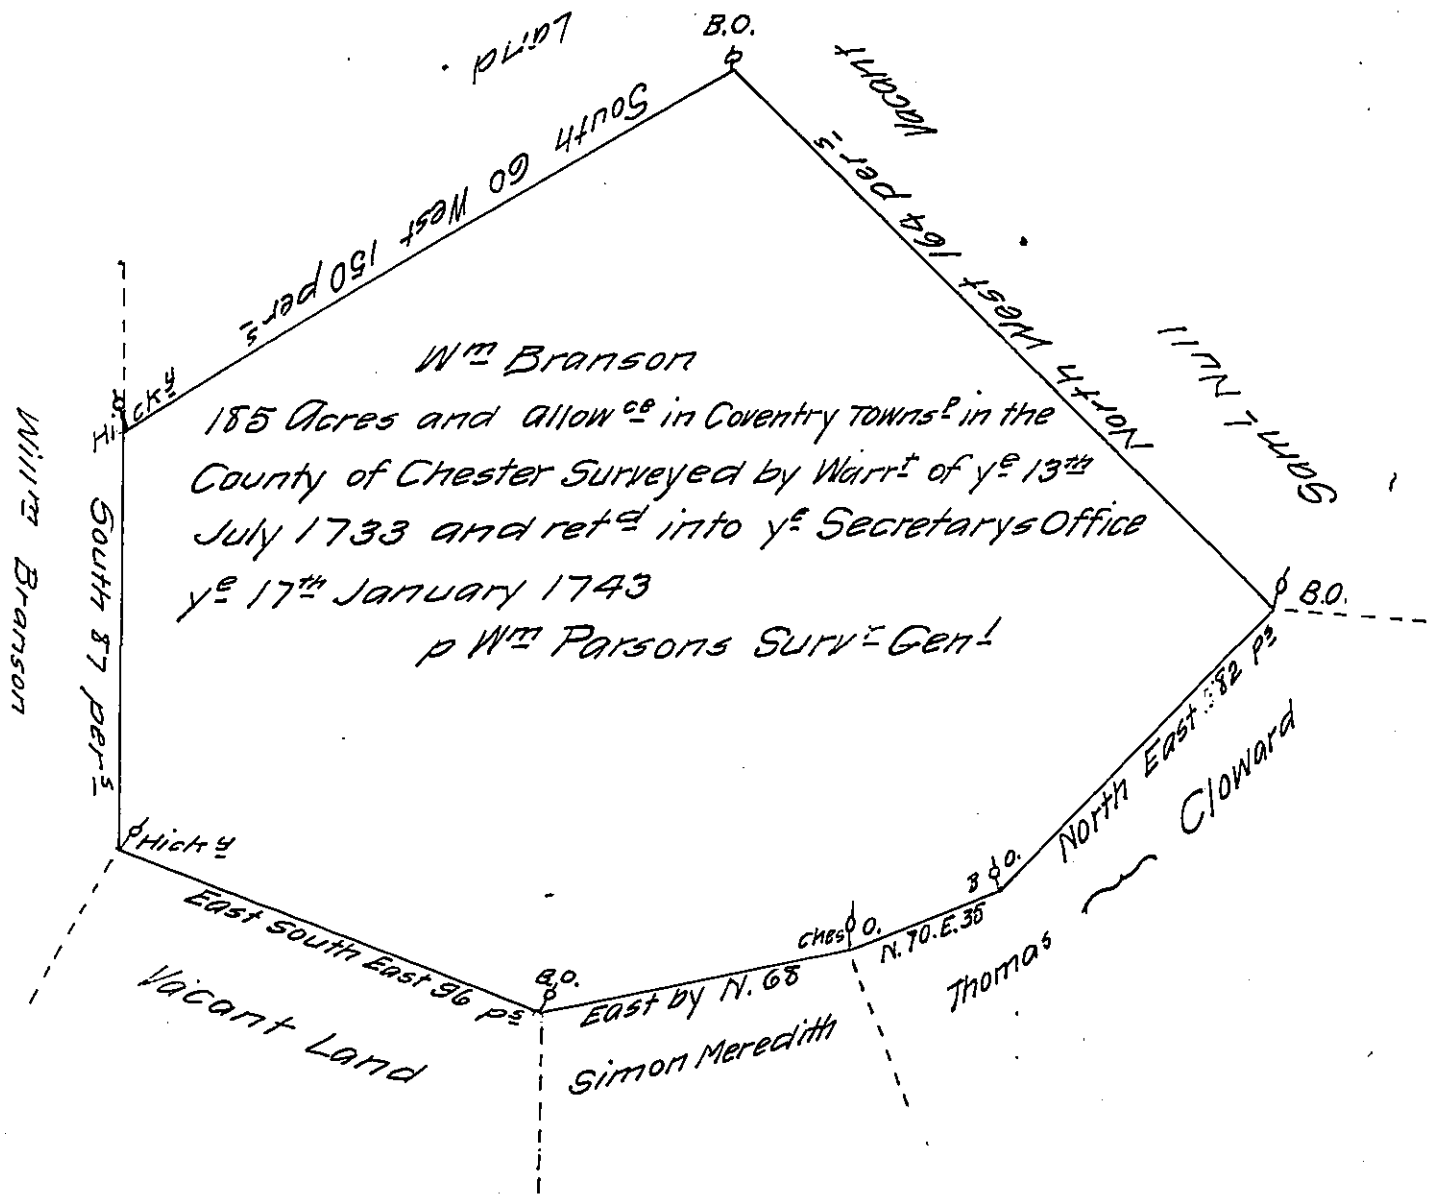 B.O.
Vacant
Land
South 60 West 150 perˢ
North West 164 perˢ
Samˡ Null
Hickʸ
Wᵐ Branson
185 Acres and allowᶜᵉ in Coventry Townsᵖ in the
County of Chester Surveyed by Warrᵗ of yᵉ 13ᵗʰ
July 1733 and retᵈ into yᵉ Secretarys Office
yᵉ 17ᵗʰ January 1743
p Wᵐ Parsons Survʳ Genˡ
Willm Branson
South 87 perˢ
B.O.
North East 82 Pˢ
Thomas Cloward
Hickʸ
East South East 96 pˢ
Vacant Land
B.O.
East by N. 68
Simon Meredith
Ches O.
N. 70. E. 35
B O.